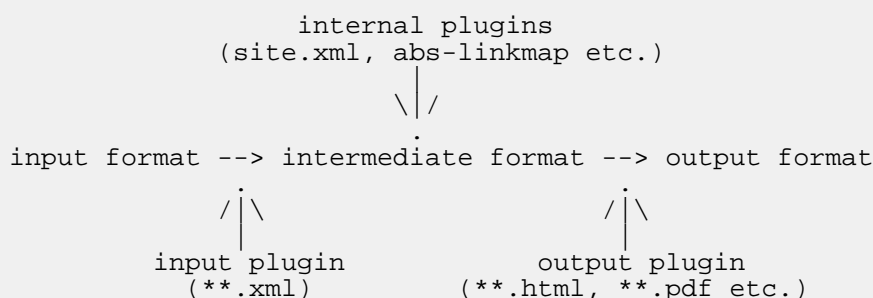 internal plugins
(site.xml, abs-linkmap etc.)
|
\|/
.
input format --> intermediate format --> output format
. .
/|\ /|\
| |
input plugin output plugin
(**.xml) (**.html, **.pdf etc.)